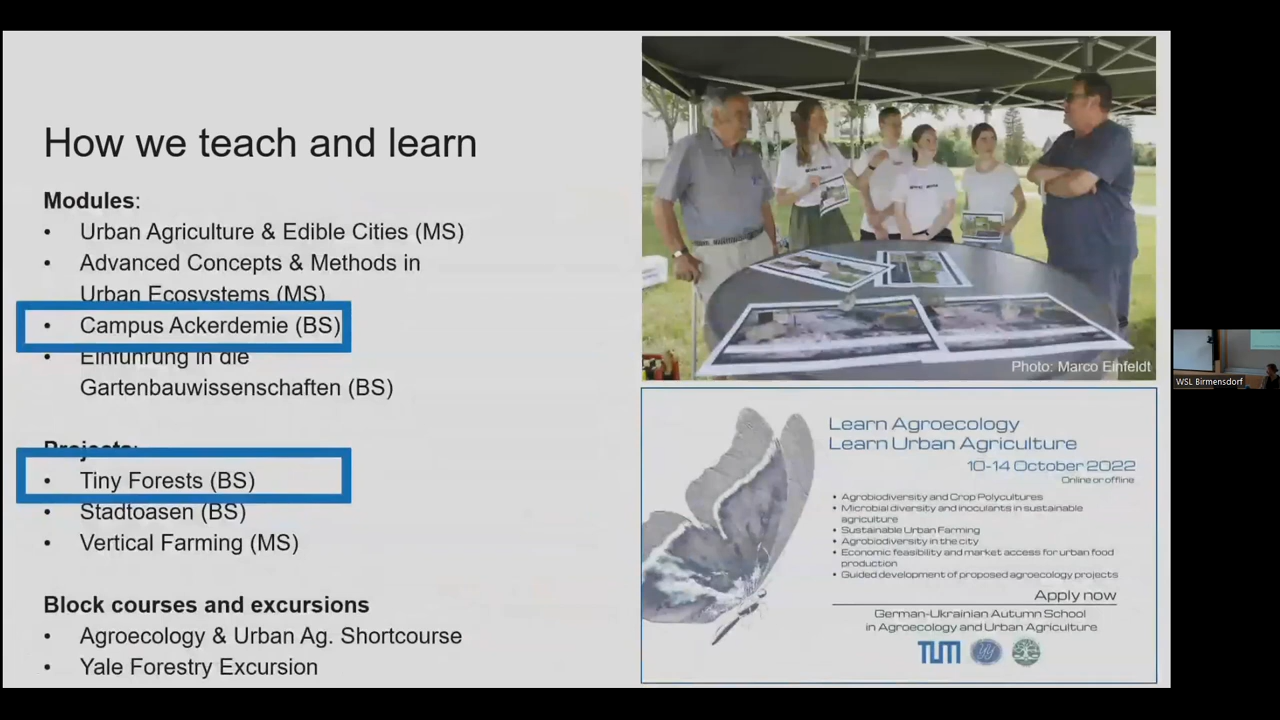 How we teach and learn
Modules:
• Urban Agriculture & Edible Cities (MS)
• Advanced Concepts & Methods in
Urban Ecosystems (MS)
• Campus Ackerdemie (BS)
• Einführung in die
Gartenbauwissenschaften (BS)
Projects:
• Tiny Forests (BS)
• Stadtoasen (BS)
• Vertical Farming (MS)
Block courses and excursions
• Agroecology & Urban Ag. Shortcourse
• Yale Forestry Excursion
Photo: Marco Einfeldt
Learn Agroecology
Learn Urban Agriculture
10-14 October 2022
Online or offline
• Agrobiodiversity and Crop Polycultures
• Microbial diversity and inoculants in sustainable
agriculture
• Sustainable Urban Farming
• Agrobiodiversity in the city
• Economic feasibility and market access for urban food
production
• Guided development of proposed agroecology projects
Apply now
German-Ukrainian Autumn School
in Agroecology and Urban Agriculture
TUM
WSL Birmensdorf